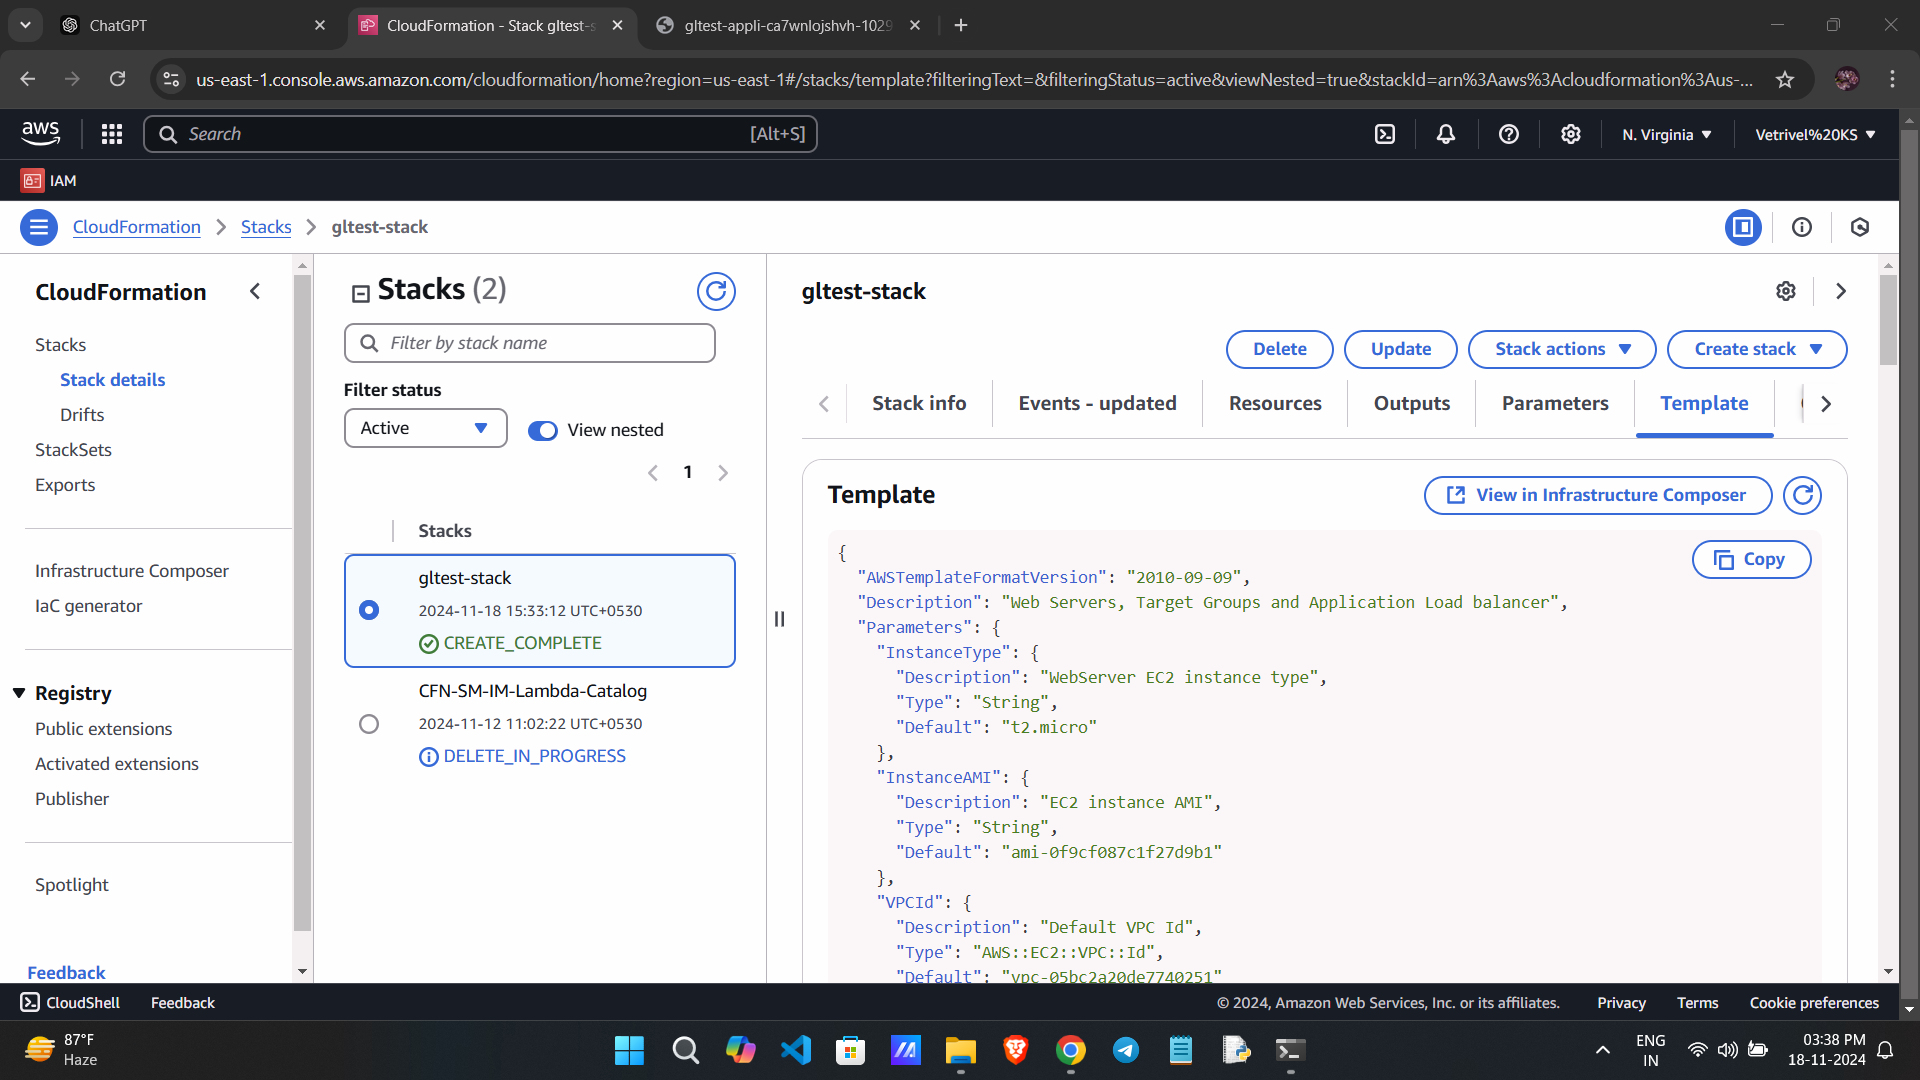 ChatGPT
CloudFormation - Stack gltest-s
gltest-appli-ca7wnlojshvh-1029
us-east-1.console.aws.amazon.com/cloudformation/home?region=us-east-1#/stacks/template?filteringText=&filteringStatus=active&viewNested=true&stackId=arn%3Aaws%3Acloudformation%3Aus-...
aws
Search
[Alt+S]
N. Virginia
Vetrivel%20KS
IAM
CloudFormation
Stacks
gltest-stack
CloudFormation
Stacks
Stack details
Drifts
StackSets
Exports
Infrastructure Composer
IaC generator
Registry
Public extensions
Activated extensions
Publisher
Spotlight
Feedback
Stacks (2)
Filter by stack name
Filter status
Active
View nested
1
Stacks
gltest-stack
2024-11-18 15:33:12 UTC+0530
CREATE_COMPLETE
CFN-SM-IM-Lambda-Catalog
2024-11-12 11:02:22 UTC+0530
DELETE_IN_PROGRESS
gltest-stack
Delete
Update
Stack actions
Create stack
Stack info
Events - updated
Resources
Outputs
Parameters
Template
Template
View in Infrastructure Composer
Copy
{
"AWSTemplateFormatVersion": "2010-09-09",
"Description": "Web Servers, Target Groups and Application Load balancer",
"Parameters": {
"InstanceType": {
"Description": "WebServer EC2 instance type",
"Type": "String",
"Default": "t2.micro"
},
"InstanceAMI": {
"Description": "EC2 instance AMI",
"Type": "String",
"Default": "ami-0f9cf087c1f27d9b1"
},
"VPCId": {
"Description": "Default VPC Id",
"Type": "AWS::EC2::VPC::Id",
"Default": "vpc-05bc2a20de7740251"
CloudShell
Feedback
© 2024, Amazon Web Services, Inc. or its affiliates.
Privacy
Terms
Cookie preferences
87°F
Haze
ENG
IN
03:38 PM
18-11-2024